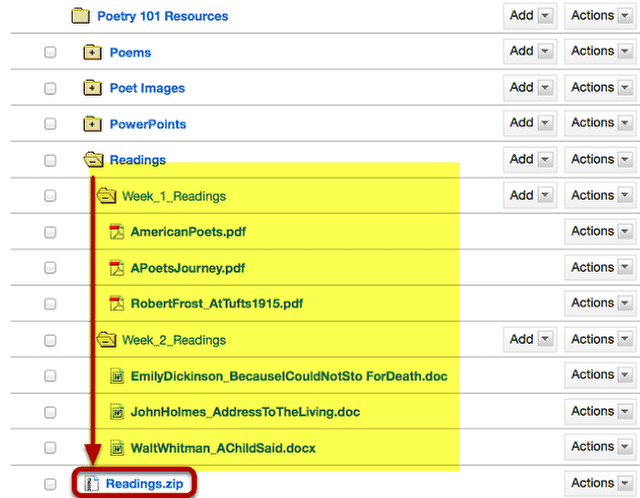 Poetry 101 Resources Add Actions
Poems Add Actions
Poet Images Add Actions
PowerPoints Add Actions
Readings Add Actions
Week_1_Readings Add Actions
AmericanPoets.pdf Actions
APoetsJourney.pdf Actions
RobertFrost_AtTufts1915.pdf Actions
Week_2_Readings Add Actions
EmilyDickinson_BecauseICouldNotSto ForDeath.doc Actions
JohnHolmes_AddressToTheLiving.doc Actions
WaltWhitman_AChildSaid.docx Actions
Readings.zip Actions